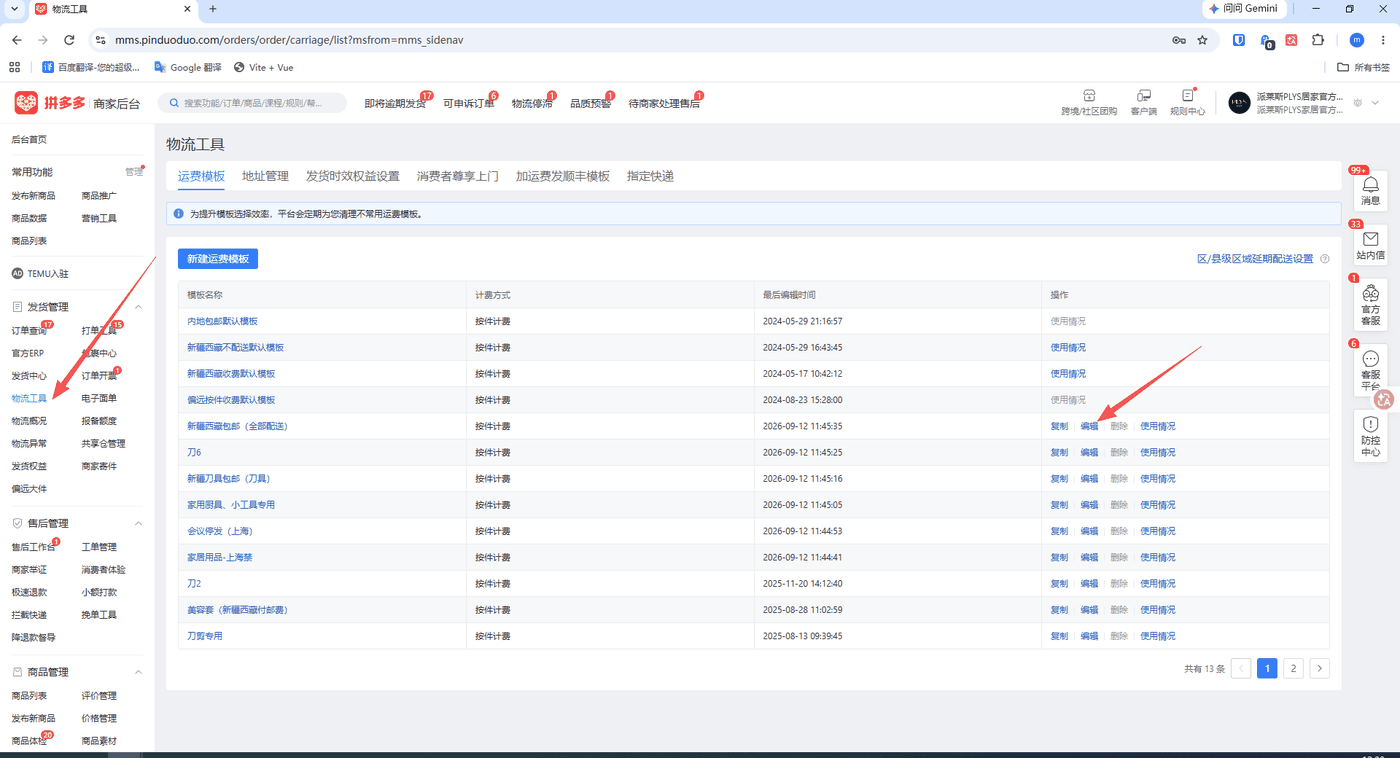 物流工具
问问 Gemini
mms.pinduoduo.com/orders/order/carriage/list?msfrom=mms_sidenav
0
m
百度翻译-您的超级...
Google 翻译
Vite + Vue
所有书签
拼多多 商家后台
搜索功能/订单/商品/课程/规则/帮...
即将逾期发货 17
可申诉订单 6
物流停滞 1
品质预警 1
待商家处理售后 1
跨境/社区团购
客户端
规则中心
PLYS
派莱斯PLYS居家官方...
派莱斯PLYS家居官方...
后台首页
常用功能 管理
发布新商品 商品推广
商品数据 营销工具
商品列表
AD TEMU入驻
发货管理
订单查询 17 打单工具 15
官方ERP 包裹中心
发货中心 订单开票 1
物流工具 电子面单
物流概况 报备额度
物流异常 共享仓管理
发货权益 商家寄件
偏远大件
售后管理
售后工作台 1 工单管理
商家举证 消费者体验
极速退款 小额打款
拦截快递 挽单工具
降退款督导
商品管理
商品列表 评价管理
发布新商品 价格管理
商品体检 20 商品素材
物流工具
运费模板 地址管理 发货时效权益设置 消费者尊享上门 加运费发顺丰模板 指定快递
为提升模板选择效率，平台会定期为您清理不常用运费模板。
新建运费模板
区/县级区域延期配送设置
模板名称 计费方式 最后编辑时间 操作
内地包邮默认模板 按件计费 2024-05-29 21:16:57 使用情况
新疆西藏不配送默认模板 按件计费 2024-05-29 16:43:45 使用情况
新疆西藏收费默认模板 按件计费 2024-05-17 10:42:12 使用情况
偏远按件收费默认模板 按件计费 2024-08-23 15:28:00 使用情况
新疆西藏包邮（全部配送） 按件计费 2026-09-12 11:45:35 复制 编辑 删除 使用情况
刀6 按件计费 2026-09-12 11:45:25 复制 编辑 删除 使用情况
新疆刀具包邮（刀具） 按件计费 2026-09-12 11:45:16 复制 编辑 删除 使用情况
家用厨具、小工具专用 按件计费 2026-09-12 11:45:05 复制 编辑 删除 使用情况
会议停发（上海） 按件计费 2026-09-12 11:44:53 复制 编辑 删除 使用情况
家居用品-上海禁 按件计费 2026-09-12 11:44:41 复制 编辑 删除 使用情况
刀2 按件计费 2025-11-20 14:12:40 复制 编辑 删除 使用情况
美容套（新疆西藏付邮费） 按件计费 2025-08-28 11:02:59 复制 编辑 删除 使用情况
刀剪专用 按件计费 2025-08-13 09:39:45 复制 编辑 删除 使用情况
共有 13 条 1 2
99+
消息
33
站内信
1
官方
客服
6
客服
平台
防控
中心